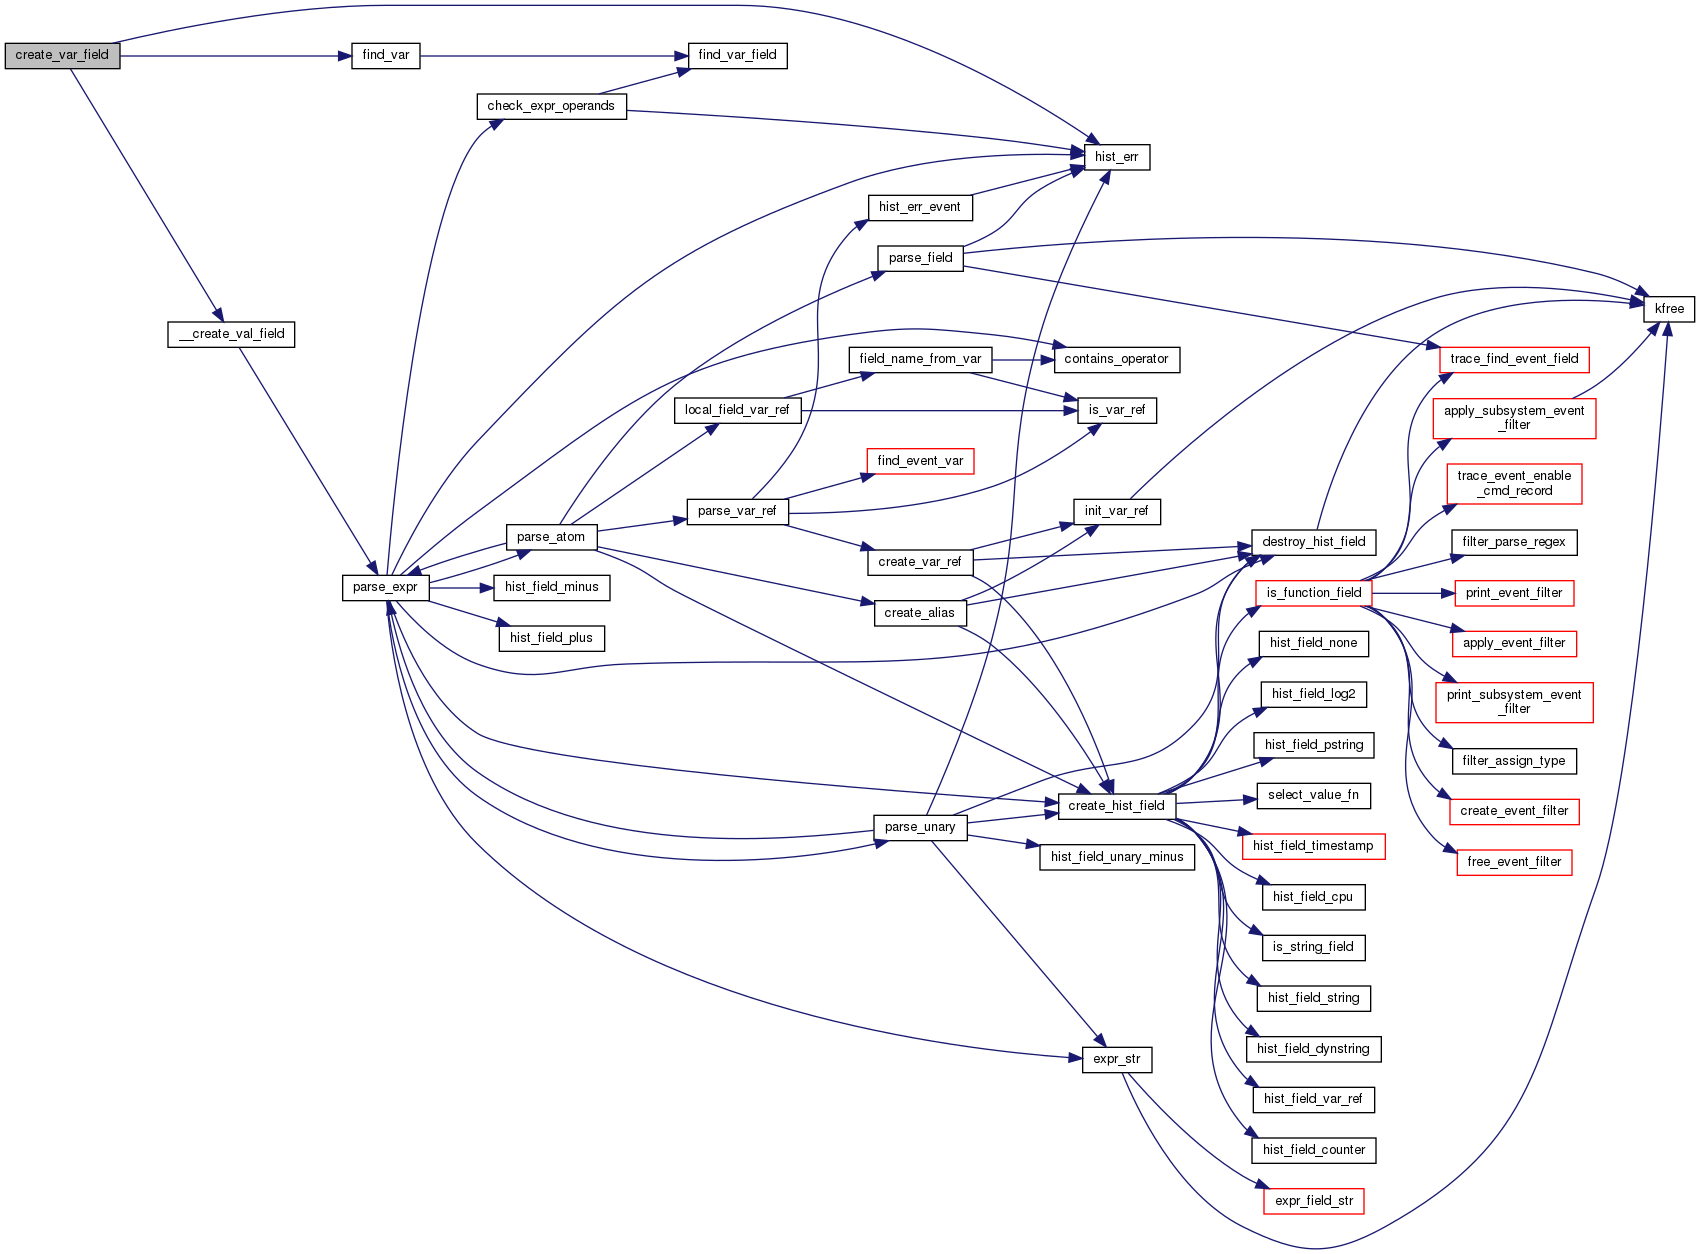 create_var_field
find_var
find_var_field
check_expr_operands
hist_err
hist_err_event
parse_field
kfree
__create_val_field
field_name_from_var
contains_operator
trace_find_event_field
local_field_var_ref
is_var_ref
apply_subsystem_event
_filter
find_event_var
trace_event_enable
_cmd_record
parse_var_ref
init_var_ref
parse_atom
destroy_hist_field
filter_parse_regex
create_var_ref
parse_expr
hist_field_minus
is_function_field
print_event_filter
create_alias
hist_field_plus
hist_field_none
apply_event_filter
hist_field_log2
print_subsystem_event
_filter
hist_field_pstring
filter_assign_type
select_value_fn
create_hist_field
create_event_filter
parse_unary
hist_field_timestamp
hist_field_unary_minus
free_event_filter
hist_field_cpu
is_string_field
hist_field_string
hist_field_dynstring
expr_str
hist_field_var_ref
hist_field_counter
expr_field_str